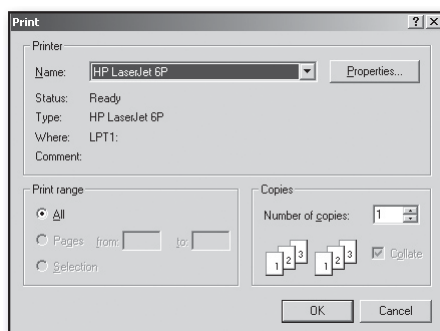 Print
Printer
Name: HP LaserJet 6P Properties...
Status: Ready
Type: HP LaserJet 6P
Where: LPT1:
Comment:
Print range Copies
All Number of copies: 1
Pages from: to:
1 2 3 1 2 3 Collate
Selection
OK Cancel